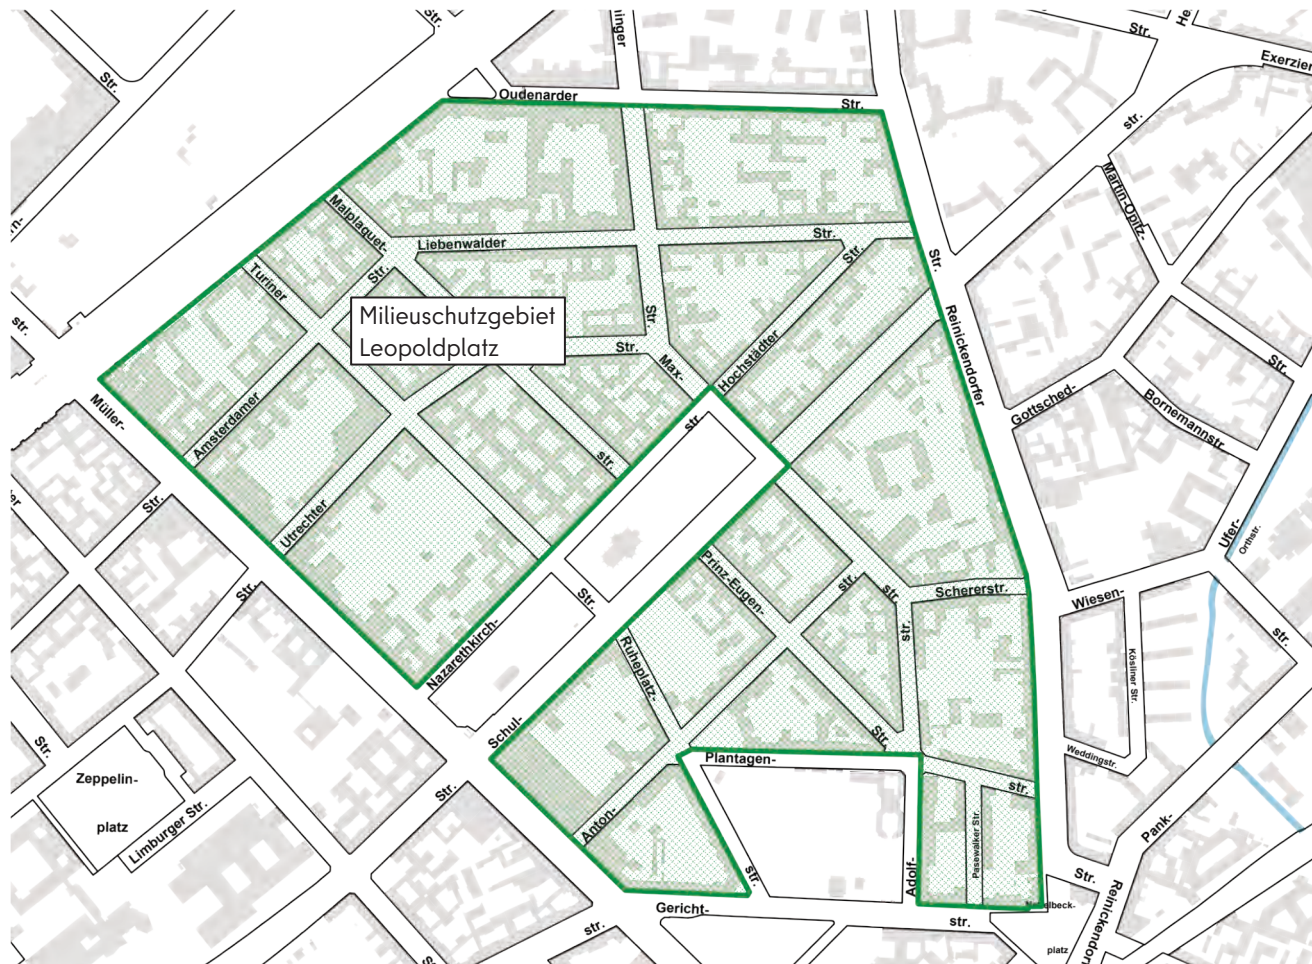 Str.
Str.
Exerzier
Str.
Oudenarder
Str.
str.
Martin-Opitz-
Malplaquet-
Liebenwalder
Str.
Str.
Str.
Turiner
Str.
Milieuschutzgebiet
Leopoldplatz
str.
Str.
Str.
Max-
Hochstädter
Reinickendorfer
Str.
Gottsched-
Bornemannstr.
Müller-
Amsterdamer
str.
str.
Str.
Utrechter
Ufer-
Orthstr.
Prinz-Eugen-
str.
str.
Schererstr.
Wiesen-
Str.
Str.
Nazarethkirch-
Ruheplatz-
str.
str.
Kösliner Str.
Schul-
Str.
Str.
Weddingstr.
Plantagen-
Zeppelin-
platz
Limburger Str.
Str.
str.
Anton-
Pasewalker Str.
Pank-
str.
Adolf-
Str.
Gericht-
str.
str.
platz